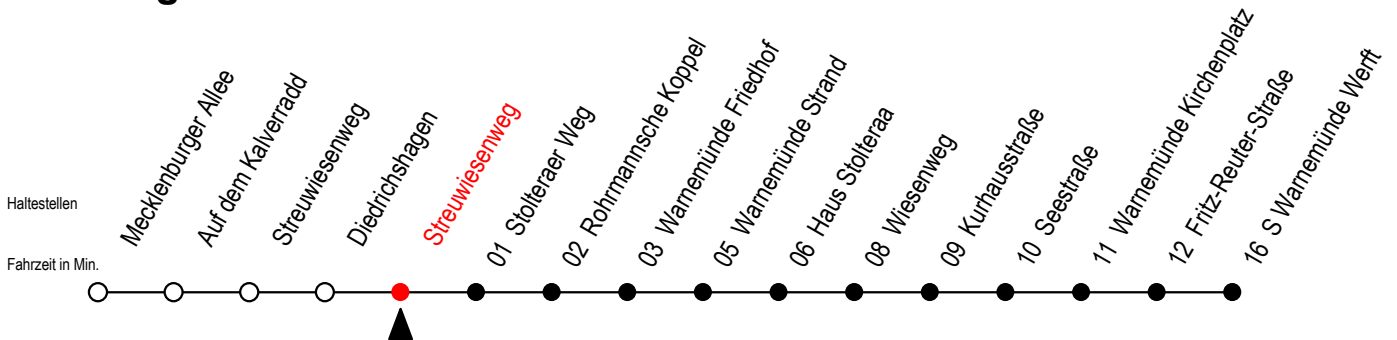 Haltestellen
Fahrzeit in Min.
Mecklenburger Allee
Auf dem Kalverradd
Streuwiesenweg
Diedrichshagen
Streuwiesenweg
01 Stolteraer Weg
02 Rohrmannsche Koppel
03 Warnemünde Friedhof
05 Warnemünde Strand
06 Haus Stolteraa
08 Wiesenweg
09 Kurhausstraße
10 Seestraße
11 Warnemünde Kirchenplatz
12 Fritz-Reuter-Straße
16 S Warnemünde Werft